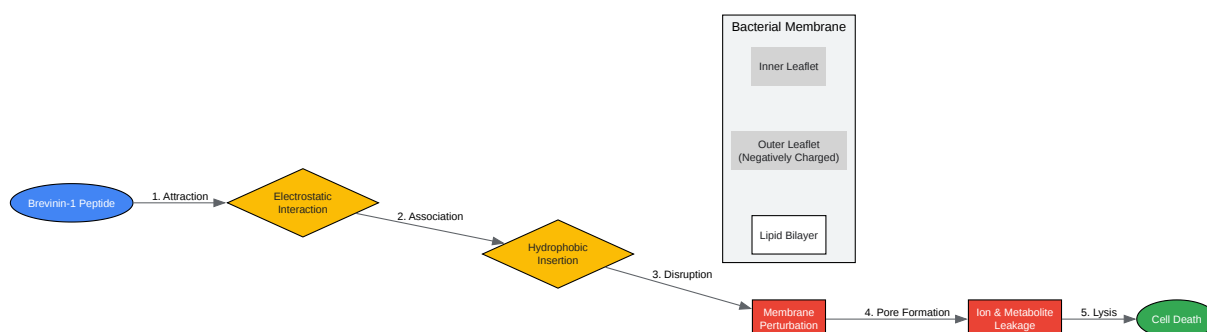 Bacterial Membrane
Inner Leaflet
Outer Leaflet
(Negatively Charged)
Lipid Bilayer
Brevinin-1 Peptide
1. Attraction
Electrostatic
Interaction
2. Association
Hydrophobic
Insertion
3. Disruption
Membrane
Perturbation
4. Pore Formation
Ion & Metabolite
Leakage
5. Lysis
Cell Death